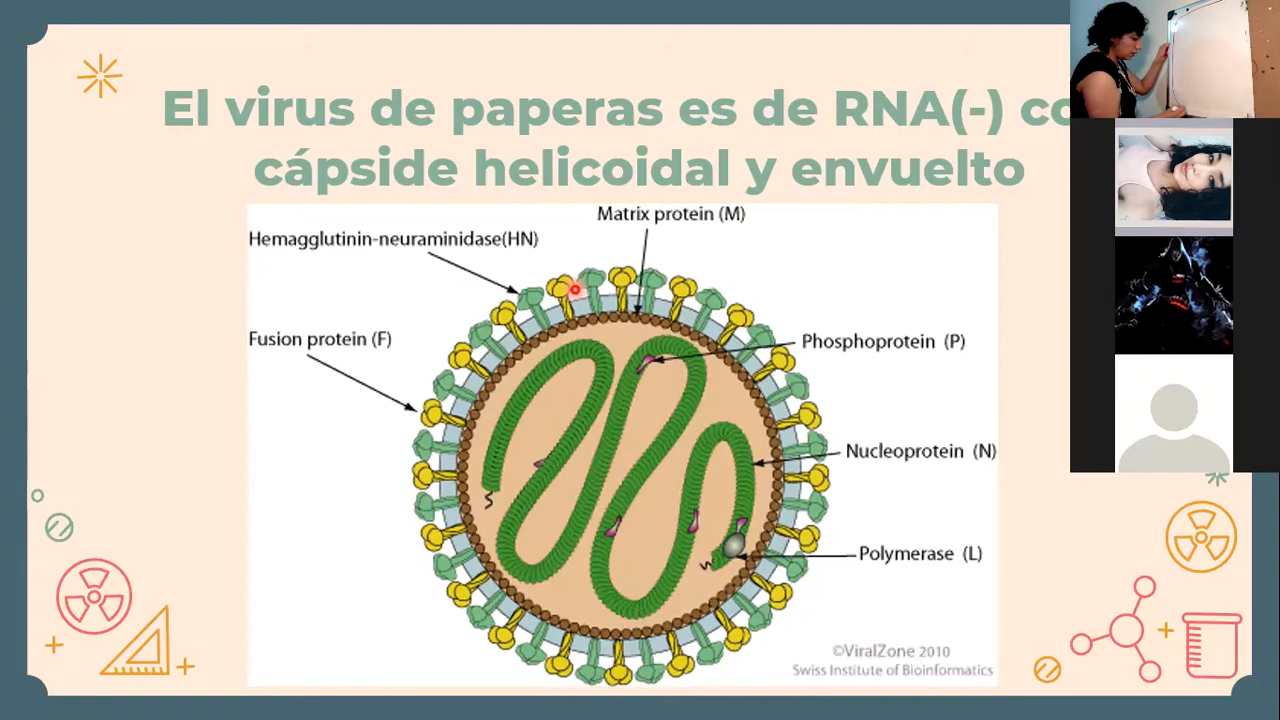 El virus de paperas es de RNA(-)
cápside helicoidal y envuelto
Matrix protein (M)
Hemagglutinin-neuraminidase(HN)
Fusion protein (F)
Phosphoprotein (P)
Nucleoprotein (N)
Polymerase (L)
©ViralZone 2010
Swiss Institute of Bioinformatics